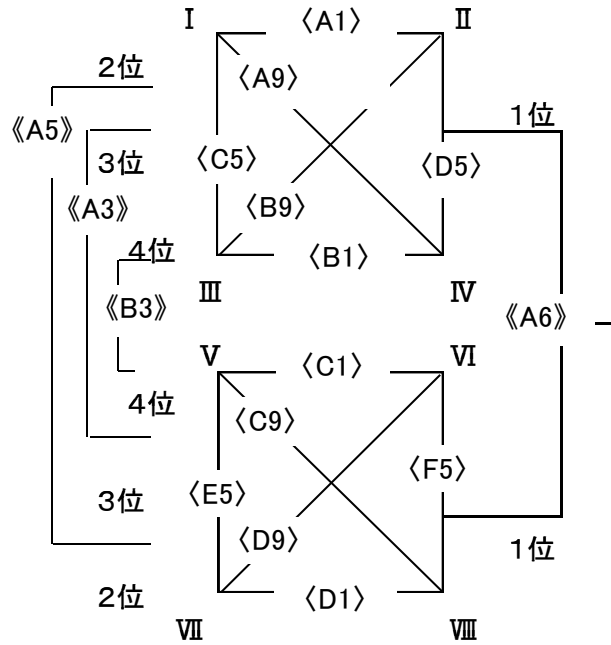 Ⅰ 〈A1〉 Ⅱ
2位 〈A9〉
《A5》 1位
3位 〈C5〉 〈D5〉
《A3》 〈B9〉
4位 〈B1〉
Ⅲ Ⅳ
《B3》 《A6》
Ⅴ 〈C1〉 Ⅵ
4位 〈C9〉
〈F5〉
3位 〈E5〉
〈D9〉 1位
2位 〈D1〉
Ⅶ Ⅷ